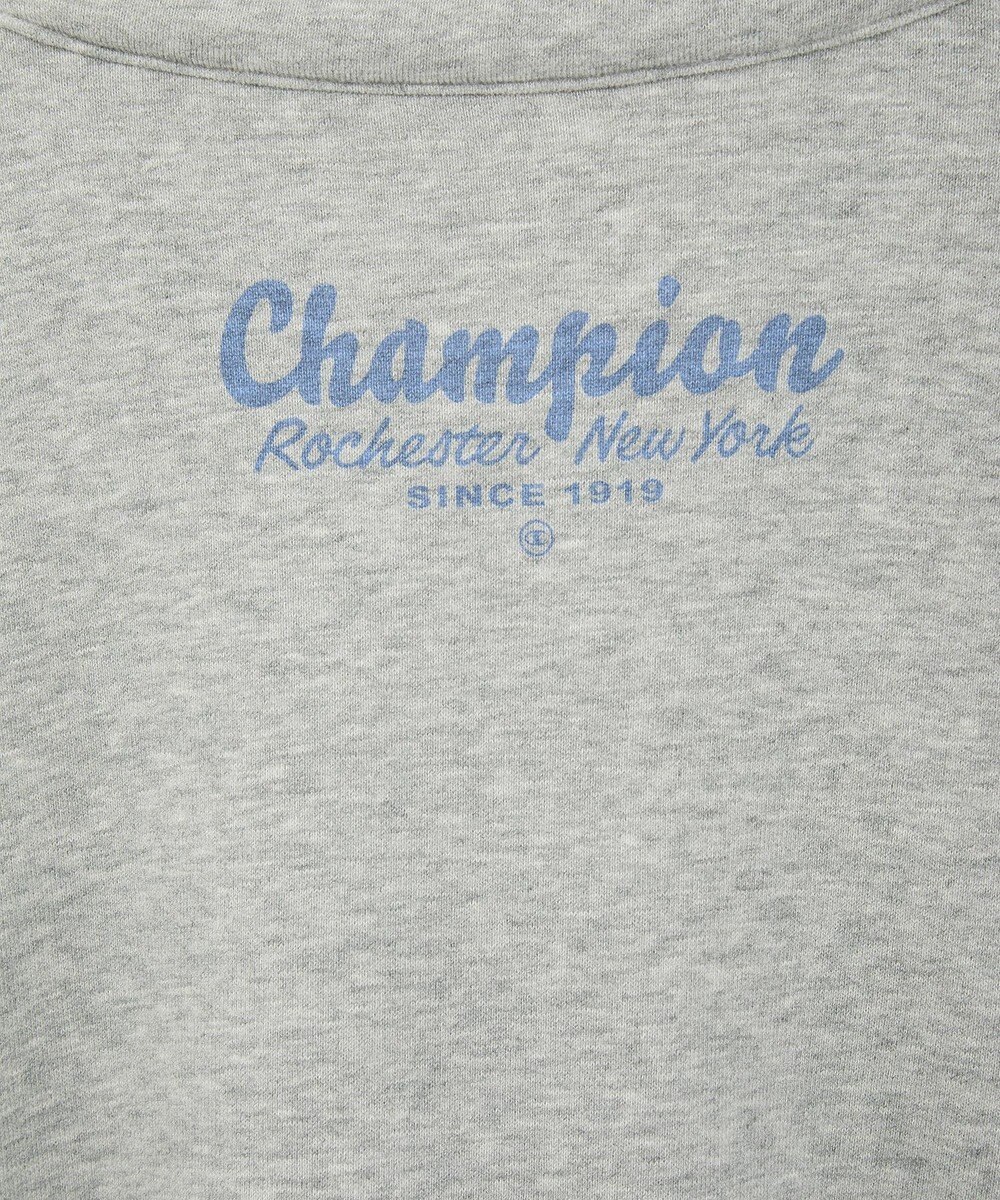 Champion
Rochester New York
SINCE 1919